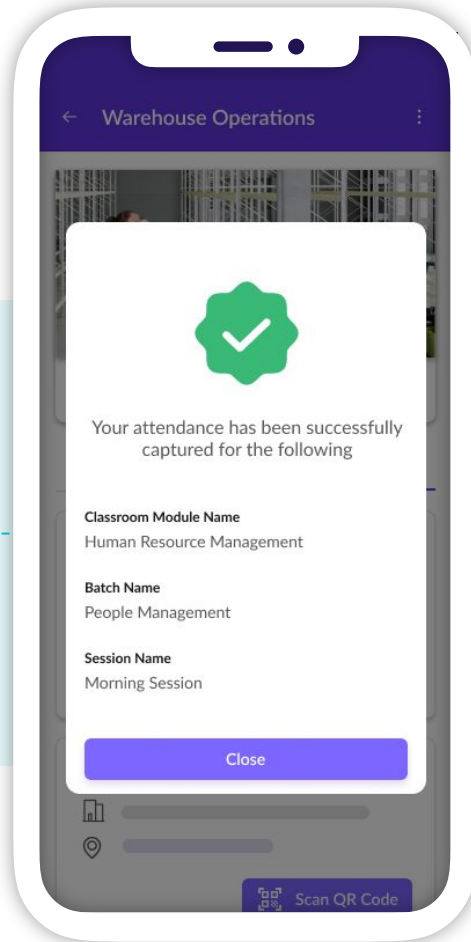 Warehouse Operations
Your attendance has been successfully
captured for the following
Classroom Module Name
Human Resource Management
Batch Name
People Management
Session Name
Morning Session
Close
Scan QR Code